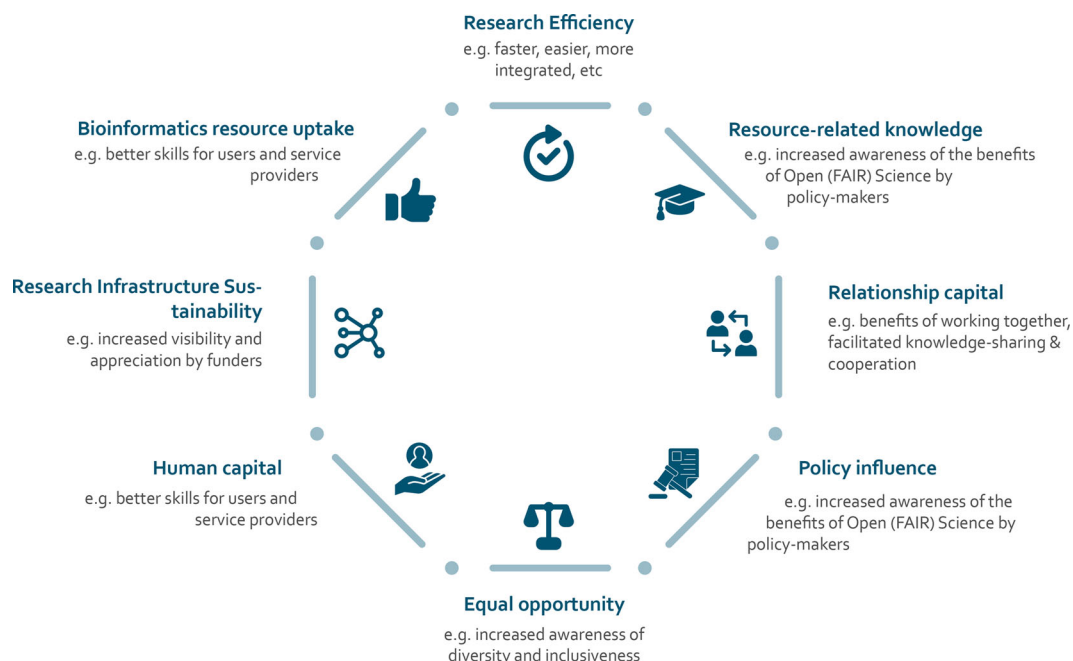 Research Efficiency
e.g. faster, easier, more
integrated, etc
Bioinformatics resource uptake
e.g. better skills for users and service
providers
Resource-related knowledge
e.g. increased awareness of the benefits
of Open (FAIR) Science by
policy-makers
Research Infrastructure Sus-
tainability
e.g. increased visibility and
appreciation by funders
Relationship capital
e.g. benefits of working together,
facilitated knowledge-sharing &
cooperation
Human capital
e.g. better skills for users and
service providers
Policy influence
e.g. increased awareness of the
benefits of Open (FAIR) Science by
policy-makers
Equal opportunity
e.g. increased awareness of
diversity and inclusiveness